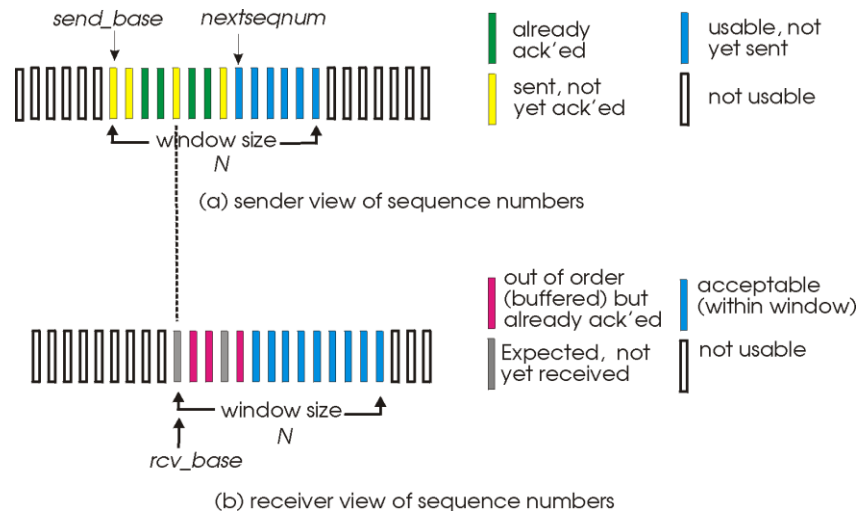 send_base
nextseqnum
already
ack'ed
usable, not
yet sent
sent, not
yet ack'ed
not usable
window size
N
(a) sender view of sequence numbers
out of order
(buffered) but
already ack'ed
acceptable
(within window)
Expected, not
yet received
not usable
window size
N
rcv_base
(b) receiver view of sequence numbers